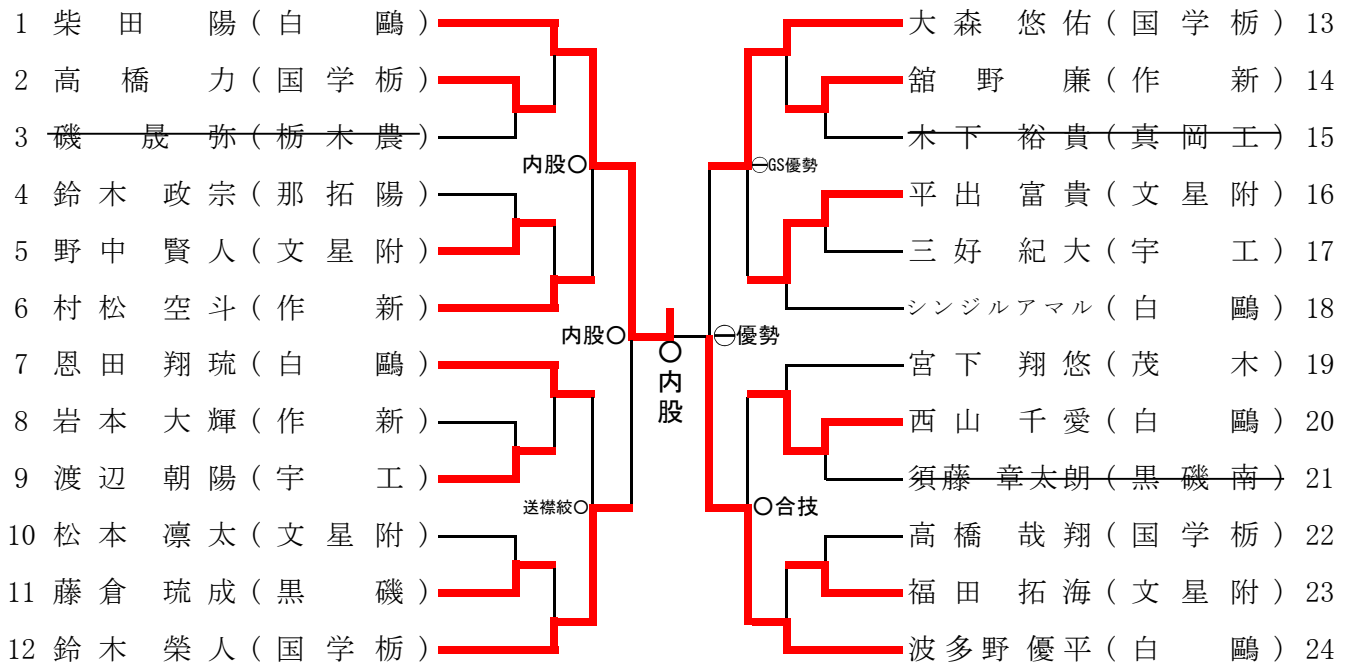 1 柴田 陽(白 鷗)
2 高橋 力(国学栃)
3 磯 晟弥(栃木農)
内股○
4 鈴木 政宗(那拓陽)
5 野中 賢人(文星附)
6 村松 空斗(作 新)
内股○
7 恩田 翔琉(白 鷗)
8 岩本 大輝(作 新)
9 渡辺 朝陽(宇 工)
送襟絞○
10 松本 凛太(文星附)
11 藤倉 琉成(黒 磯)
12 鈴木 榮人(国学栃)
○内股
大森 悠佑(国学栃) 13
舘野 廉(作 新) 14
木下 裕貴(真岡工) 15
㊀GS優勢
平出 富貴(文星附) 16
三好 紀大(宇 工) 17
シンジルアマル(白 鷗) 18
㊀優勢
宮下 翔悠(茂 木) 19
西山 千愛(白 鷗) 20
須藤 章太朗(黒磯南) 21
○合技
高橋 哉翔(国学栃) 22
福田 拓海(文星附) 23
波多野 優平(白 鷗) 24